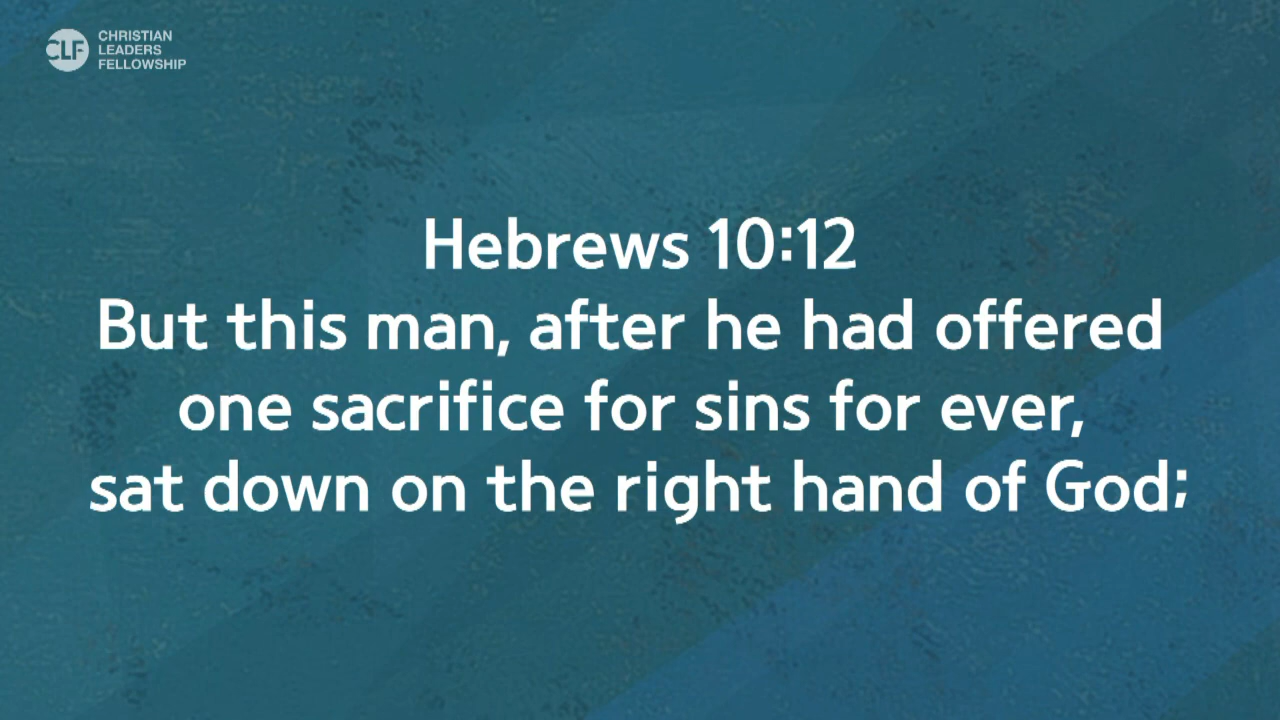 CLF
CHRISTIAN
LEADERS
FELLOWSHIP
Hebrews 10:12
But this man, after he had offered
one sacrifice for sins for ever,
sat down on the right hand of God;